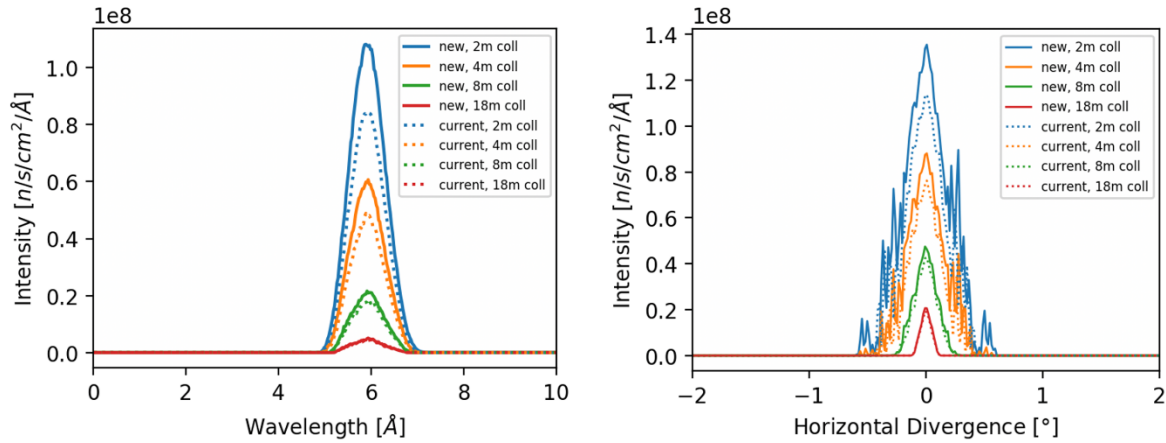 1e8
Intensity [n/s/cm²/Å]
1.0
0.8
0.6
0.4
0.2
0.0
0
2
4
6
8
10
Wavelength [Å]
new, 2m coll
new, 4m coll
new, 8m coll
new, 18m coll
current, 2m coll
current, 4m coll
current, 8m coll
current, 18m coll
1e8
Intensity [n/s/cm²/Å]
1.4
1.2
1.0
0.8
0.6
0.4
0.2
0.0
−2
−1
0
1
2
Horizontal Divergence [°]
new, 2m coll
new, 4m coll
new, 8m coll
new, 18m coll
current, 2m coll
current, 4m coll
current, 8m coll
current, 18m coll